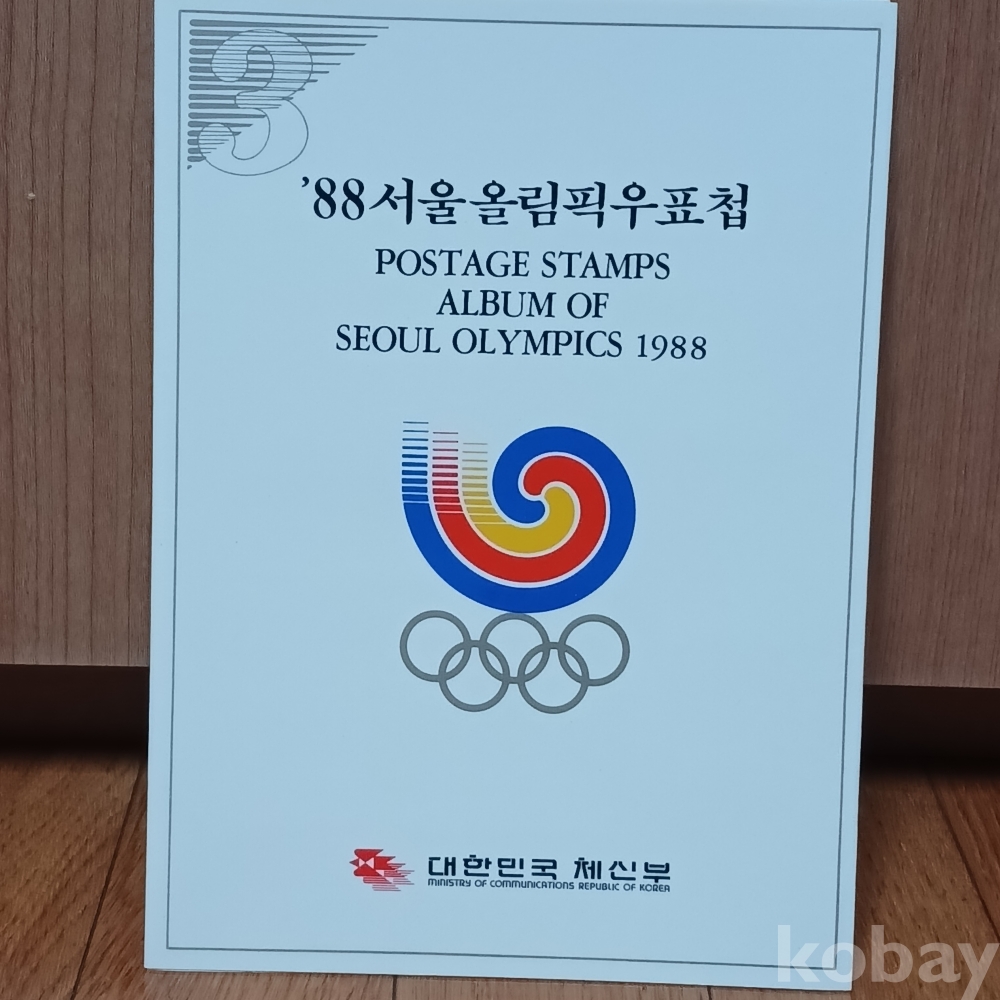 3
’88서울올림픽우표첩
POSTAGE STAMPS
ALBUM OF
SEOUL OLYMPICS 1988
대한민국 체신부
MINISTRY OF COMMUNICATIONS REPUBLIC OF KOREA
kobay